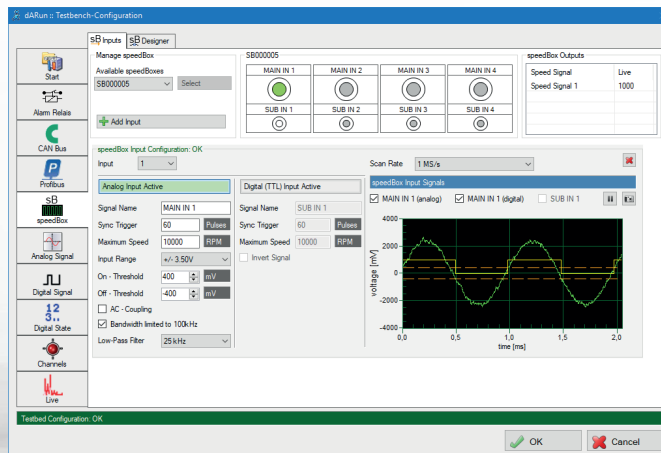 dARun :: Testbench-Configuration
sB Inputs
sB Designer
Start
Alarm Relais
CAN Bus
Profibus
sB
speedBox
Analog Signal
Digital Signal
12
3..
Digital State
Channels
Live
Manage speedBox
Available speedBoxes
SB000005
Select
Add Input
SB000005
MAIN IN 1
MAIN IN 2
MAIN IN 3
MAIN IN 4
SUB IN 1
SUB IN 2
SUB IN 3
SUB IN 4
speedBox Outputs
Speed Signal Live
Speed Signal 1 1000
speedBox Input Configuration: OK
Input 1
Scan Rate 1 MS/s
Analog Input Active
Signal Name MAIN IN 1
Sync Trigger 60 Pulses
Maximum Speed 10000 RPM
Input Range +/- 3.50V
On - Threshold 400 mV
Off - Threshold -400 mV
AC - Coupling
Bandwidth limited to 100kHz
Low-Pass Filter 25 kHz
Digital (TTL) Input Active
Signal Name SUB IN 1
Sync Trigger 60 Pulses
Maximum Speed 10000 RPM
Invert Signal
speedBox Input Signals
MAIN IN 1 (analog)
MAIN IN 1 (digital)
SUB IN 1
voltage [mV]
4000
2000
0
-2000
-4000
0,0 0,5 1,0 1,5 2,0
time [ms]
Testbed Configuration: OK
OK
Cancel